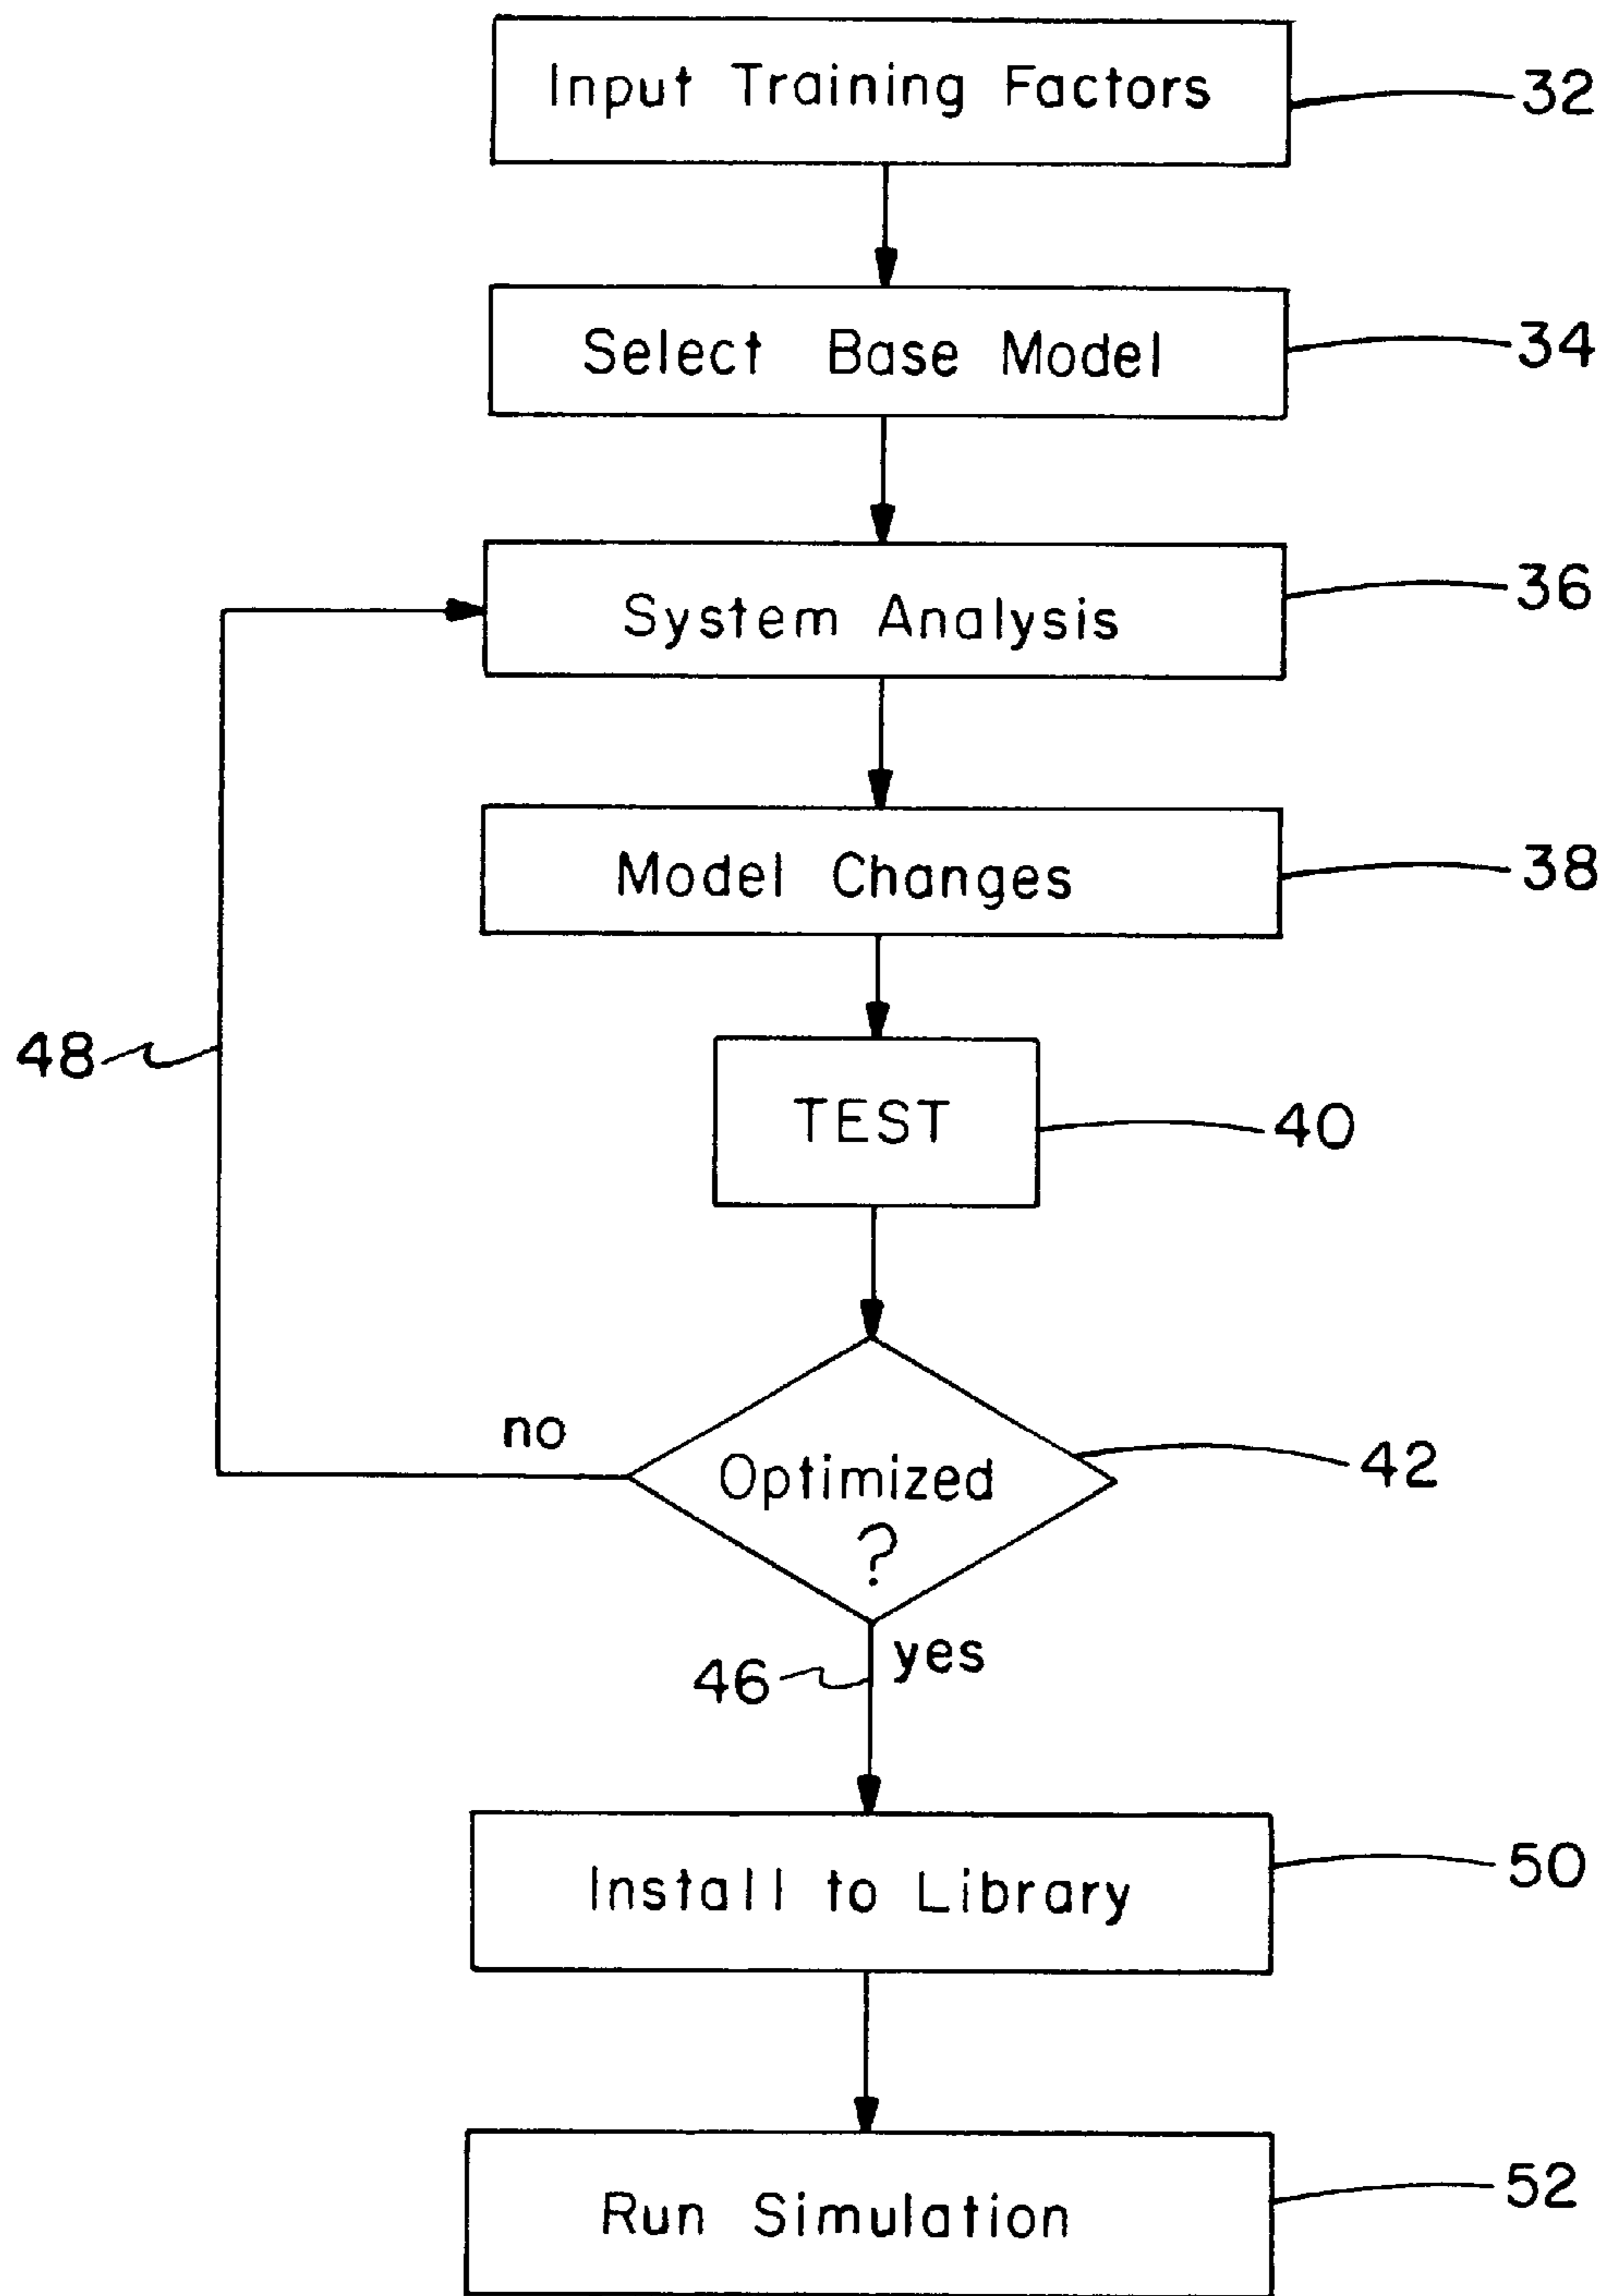 Input Training Factors
32
Select Base Model
34
System Analysis
36
Model Changes
38
48
TEST
40
no
Optimized
?
42
yes
46
Install to Library
50
Run Simulation
52